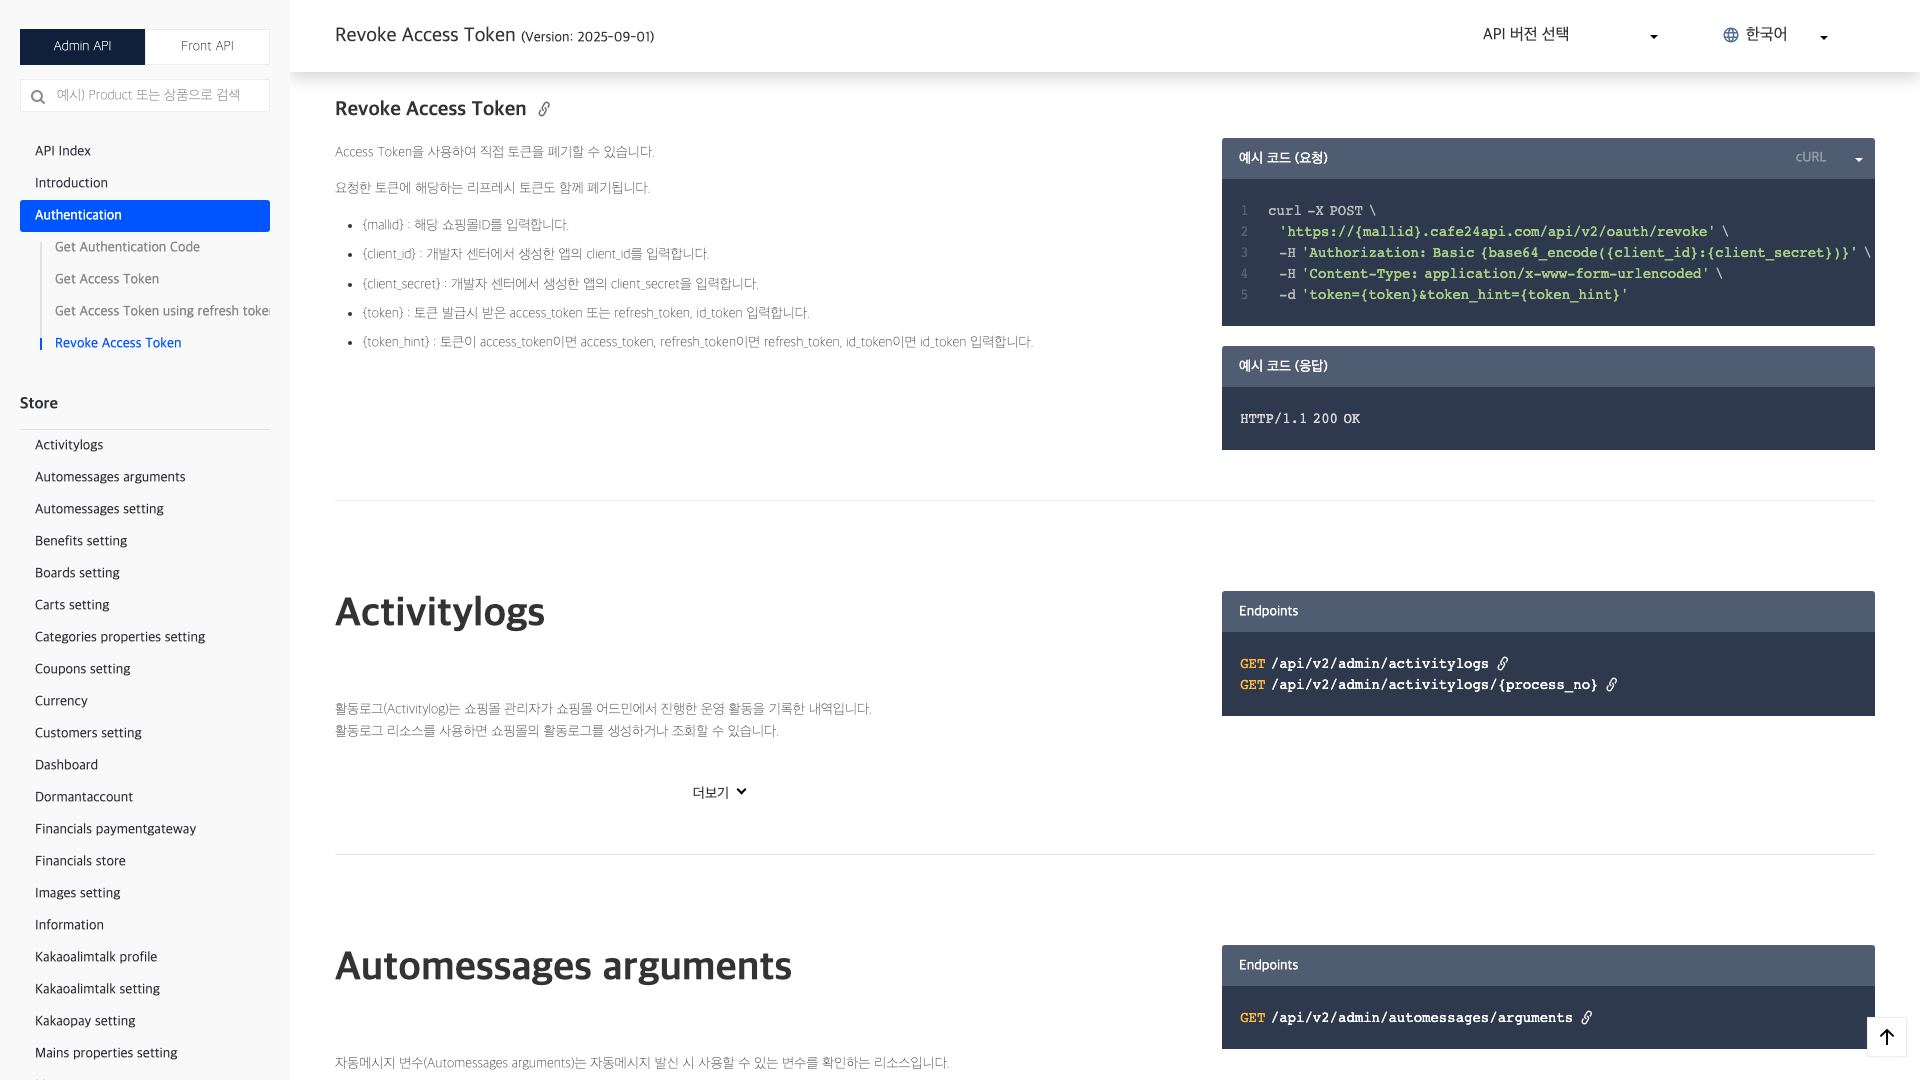 Admin API
Front API
예시) Product 또는 상품으로 검색
API Index
Introduction
Authentication
Get Authentication Code
Get Access Token
Get Access Token using refresh toke
Revoke Access Token
Store
Activitylogs
Automessages arguments
Automessages setting
Benefits setting
Boards setting
Carts setting
Categories properties setting
Coupons setting
Currency
Customers setting
Dashboard
Dormantaccount
Financials paymentgateway
Financials store
Images setting
Information
Kakaoalimtalk profile
Kakaoalimtalk setting
Kakaopay setting
Mains properties setting
Revoke Access Token (Version: 2025-09-01)
API 버전 선택
한국어
Revoke Access Token
Access Token을 사용하여 직접 토큰을 폐기할 수 있습니다.
요청한 토큰에 해당하는 리프레시 토큰도 함께 폐기됩니다.
{mallid} : 해당 쇼핑몰ID를 입력합니다.
{client_id} : 개발자 센터에서 생성한 앱의 client_id를 입력합니다.
{client_secret} : 개발자 센터에서 생성한 앱의 client_secret을 입력합니다.
{token} : 토큰 발급시 받은 access_token 또는 refresh_token, id_token 입력합니다.
{token_hint} : 토큰이 access_token이면 access_token, refresh_token이면 refresh_token, id_token이면 id_token 입력합니다.
예시 코드 (요청)
cURL
1 curl -X POST \
2 'https://{mallid}.cafe24api.com/api/v2/oauth/revoke' \
3 -H 'Authorization: Basic {base64_encode({client_id}:{client_secret})}' \
4 -H 'Content-Type: application/x-www-form-urlencoded' \
5 -d 'token={token}&token_hint={token_hint}'
예시 코드 (응답)
HTTP/1.1 200 OK
Activitylogs
활동로그(Activitylog)는 쇼핑몰 관리자가 쇼핑몰 어드민에서 진행한 운영 활동을 기록한 내역입니다.
활동로그 리소스를 사용하면 쇼핑몰의 활동로그를 생성하거나 조회할 수 있습니다.
더보기
Endpoints
GET /api/v2/admin/activitylogs
GET /api/v2/admin/activitylogs/{process_no}
Automessages arguments
자동메시지 변수(Automessages arguments)는 자동메시지 발신 시 사용할 수 있는 변수를 확인하는 리소스입니다.
Endpoints
GET /api/v2/admin/automessages/arguments